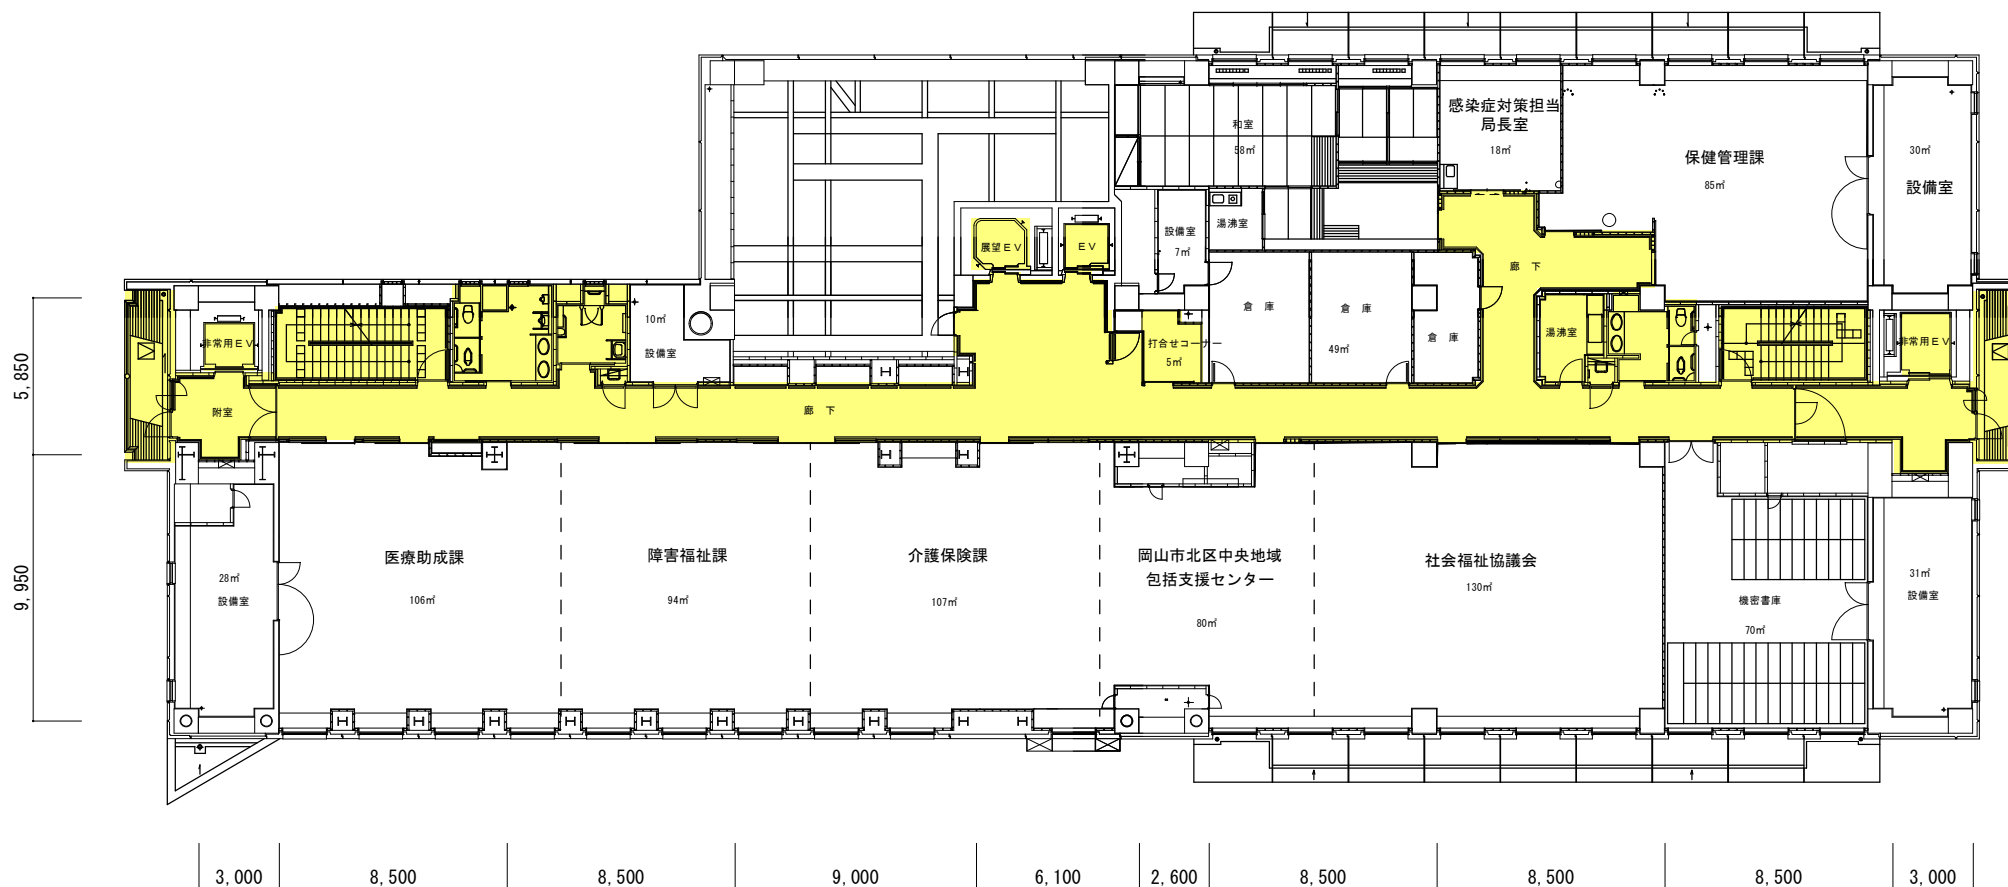 感染症対策担当
局長室
18㎡
和室
58㎡
保健管理課
85㎡
30㎡
設備室
設備室
7㎡
湯沸室
展望EV
EV
廊 下
倉 庫
倉 庫
49㎡
倉 庫
湯沸室
非常用EV
10㎡
設備室
打合せコーナー
5㎡
非常用EV
附室
廊 下
5,850
9,950
28㎡
設備室
医療助成課
106㎡
障害福祉課
94㎡
介護保険課
107㎡
岡山市北区中央地域
包括支援センター
80㎡
社会福祉協議会
130㎡
機密書庫
70㎡
31㎡
設備室
3,000
8,500
8,500
9,000
6,100
2,600
8,500
8,500
8,500
3,000